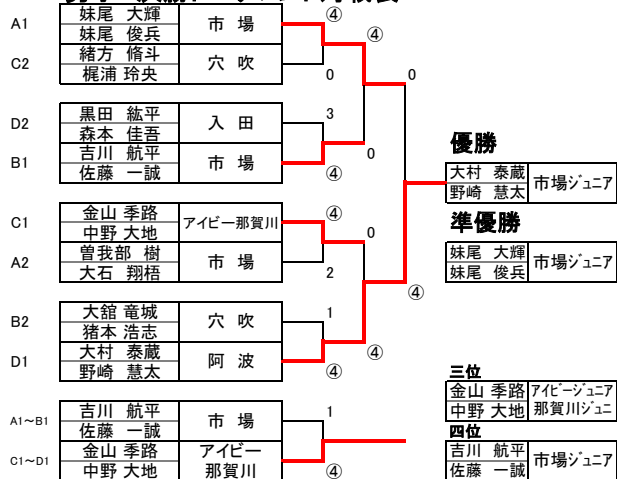 A1 妹尾 大輝 市 場 ④
妹尾 俊兵 ④
C2 緒方 脩斗 穴 吹
梶浦 玲央 0 0
D2 黒田 紘平 入 田 3
森本 佳吾 0
B1 吉川 航平 市 場
佐藤 一誠 ④
優勝
大村 泰蔵 市場ジュニア
野崎 慧太
C1 金山 季路 アイビー那賀川 ④
中野 大地 0
準優勝
A2 曽我部 樹 市 場
大石 翔梧 2
妹尾 大輝 市場ジュニア
妹尾 俊兵
④
B2 大舘 竜城 穴 吹 1
猪本 浩志
D1 大村 泰蔵 阿 波 ④
野崎 慧太 ④
三位
金山 季路 アイビージュニア
中野 大地 那賀川ジュニ
A1~B1 吉川 航平 市 場 1
佐藤 一誠
四位
C1~D1 金山 季路 アイビー
中野 大地 那賀川 ④
吉川 航平 市場ジュニア
佐藤 一誠